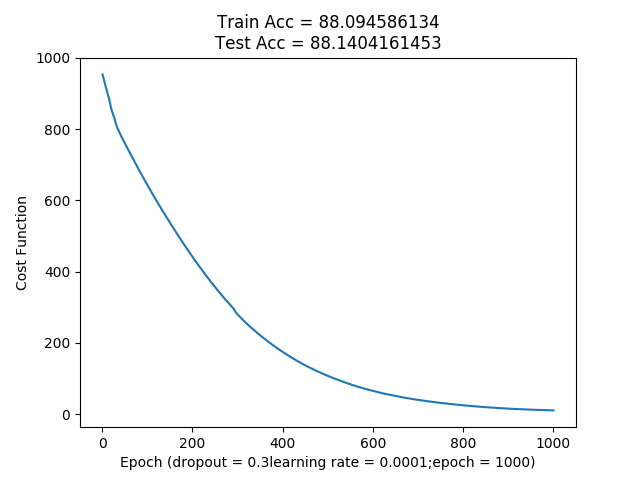 Train Acc = 88.094586134
Test Acc = 88.1404161453
1000
800
600
400
200
0
Cost Function
0 200 400 600 800 1000
Epoch (dropout = 0.3learning rate = 0.0001;epoch = 1000)